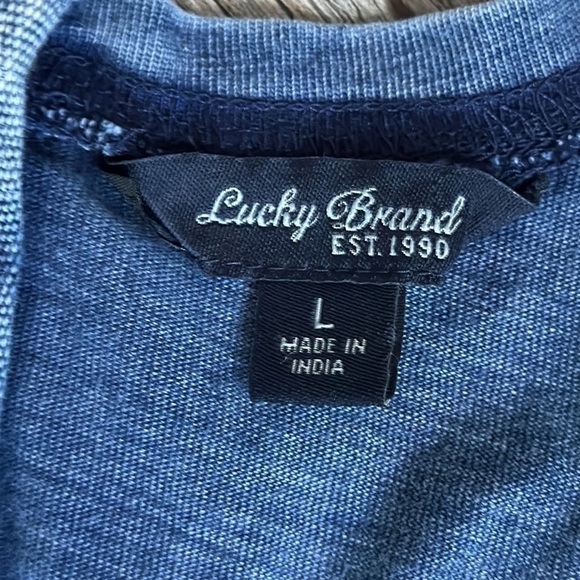 Lucky Brand
EST. 1990
L
MADE IN
INDIA